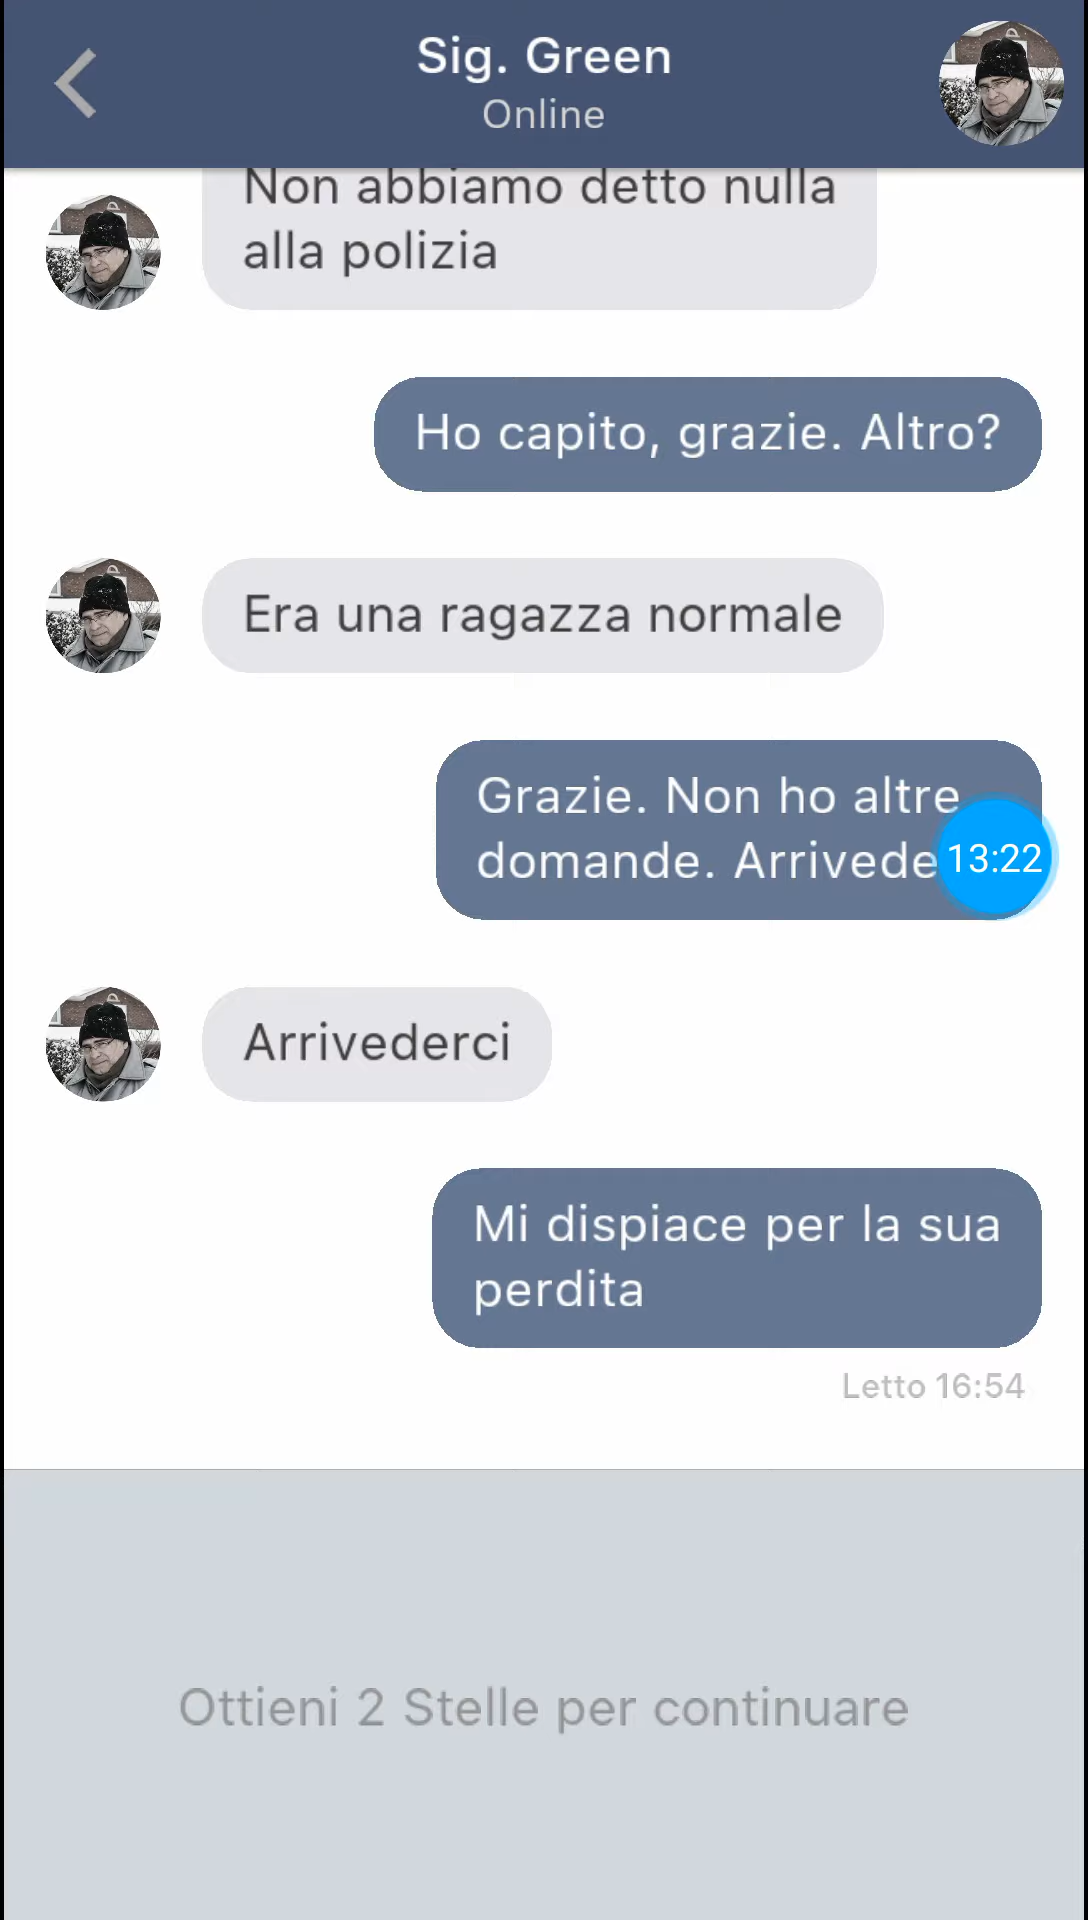 Sig. Green
Online
Non abbiamo detto nulla
alla polizia
Ho capito, grazie. Altro?
Era una ragazza normale
Grazie. Non ho altre
domande. Arrivede
13:22
Arrivederci
Mi dispiace per la sua
perdita
Letto 16:54
Ottieni 2 Stelle per continuare